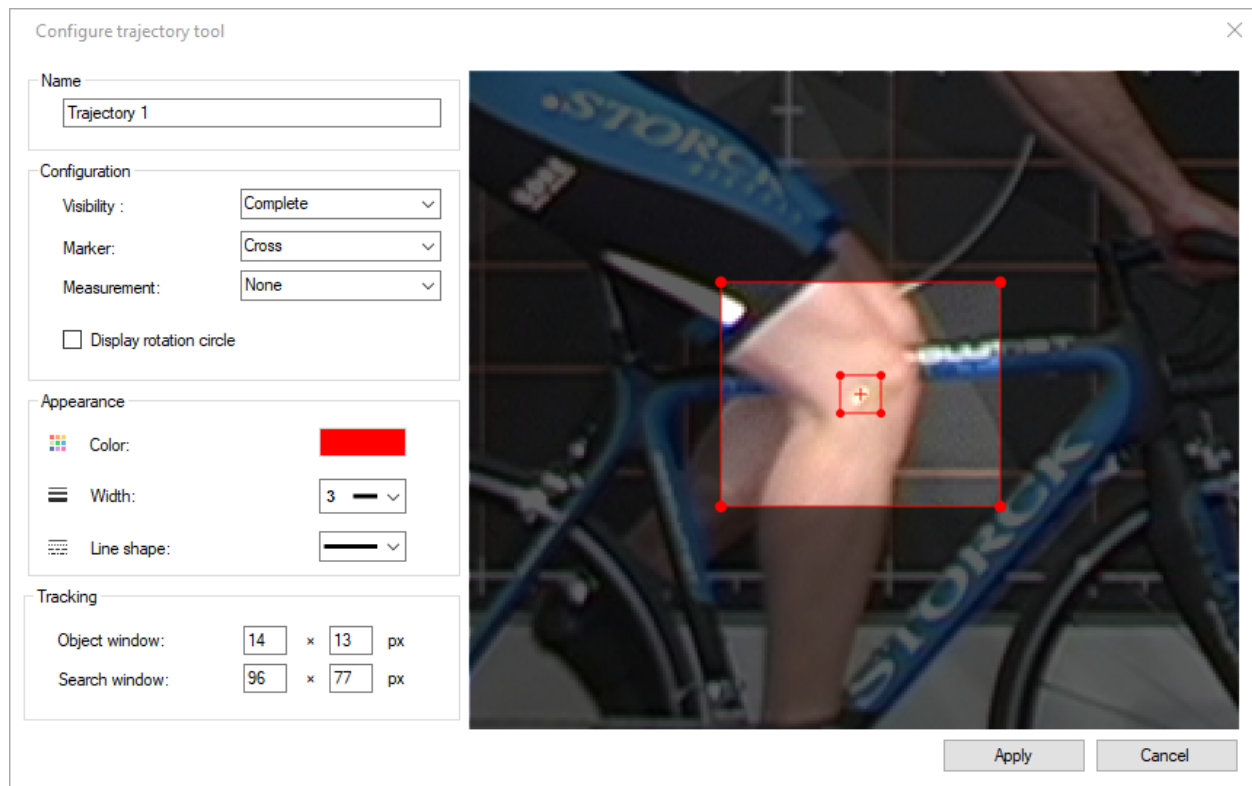 Configure trajectory tool
Name
Trajectory 1
Configuration
Visibility : Complete
Marker: Cross
Measurement: None
Display rotation circle
Appearance
Color:
Width: 3
Line shape:
Tracking
Object window: 14 × 13 px
Search window: 96 × 77 px
STORCK
GORE
STORCK
Apply
Cancel